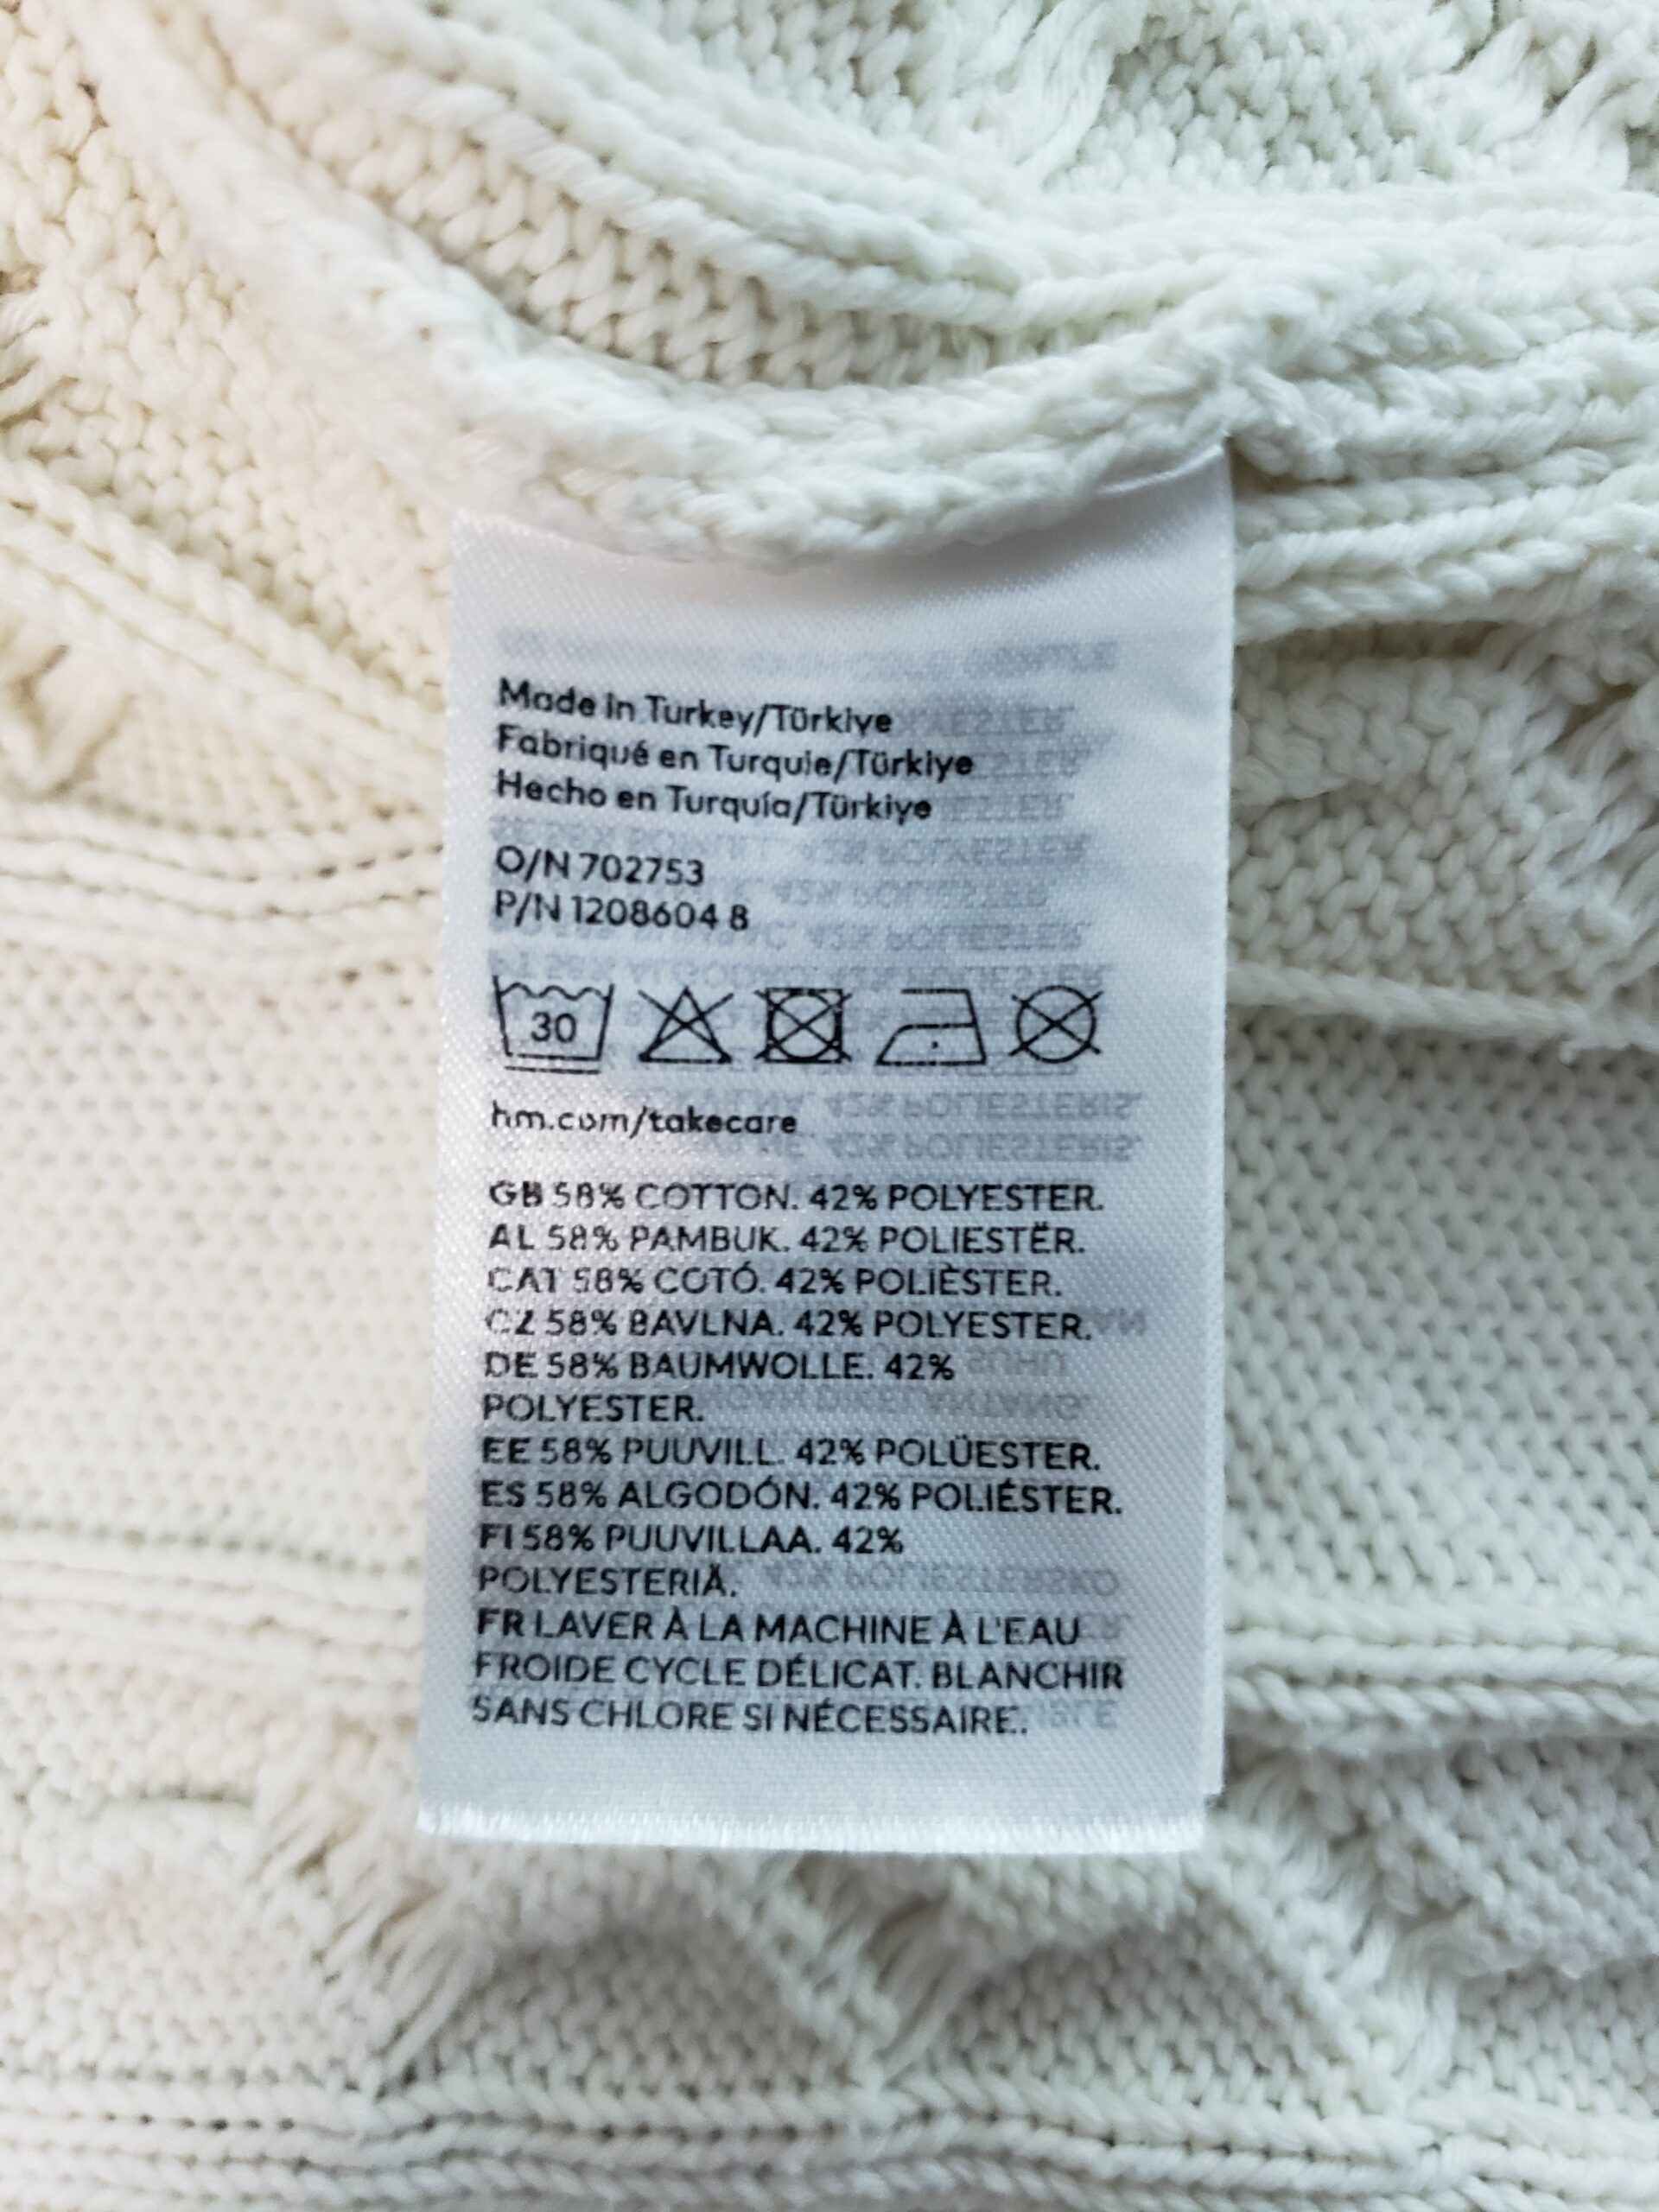 Made in Turkey/Türkiye
Fabriqué en Turquie/Türkiye
Hecho en Turquía/Türkiye
O/N 702753
P/N 1208604 8
30
hm.com/takecare
GB 58% COTTON. 42% POLYESTER.
AL 58% PAMBUK. 42% POLIESTËR.
CAT 58% COTÓ. 42% POLIÈSTER.
CZ 58% BAVLNA. 42% POLYESTER.
DE 58% BAUMWOLLE. 42%
POLYESTER.
EE 58% PUUVILL. 42% POLÜESTER.
ES 58% ALGODÓN. 42% POLIÉSTER.
FI 58% PUUVILLAA. 42%
POLYESTERIÄ.
FR LAVER À LA MACHINE À L'EAU
FROIDE CYCLE DÉLICAT. BLANCHIR
SANS CHLORE SI NÉCESSAIRE.